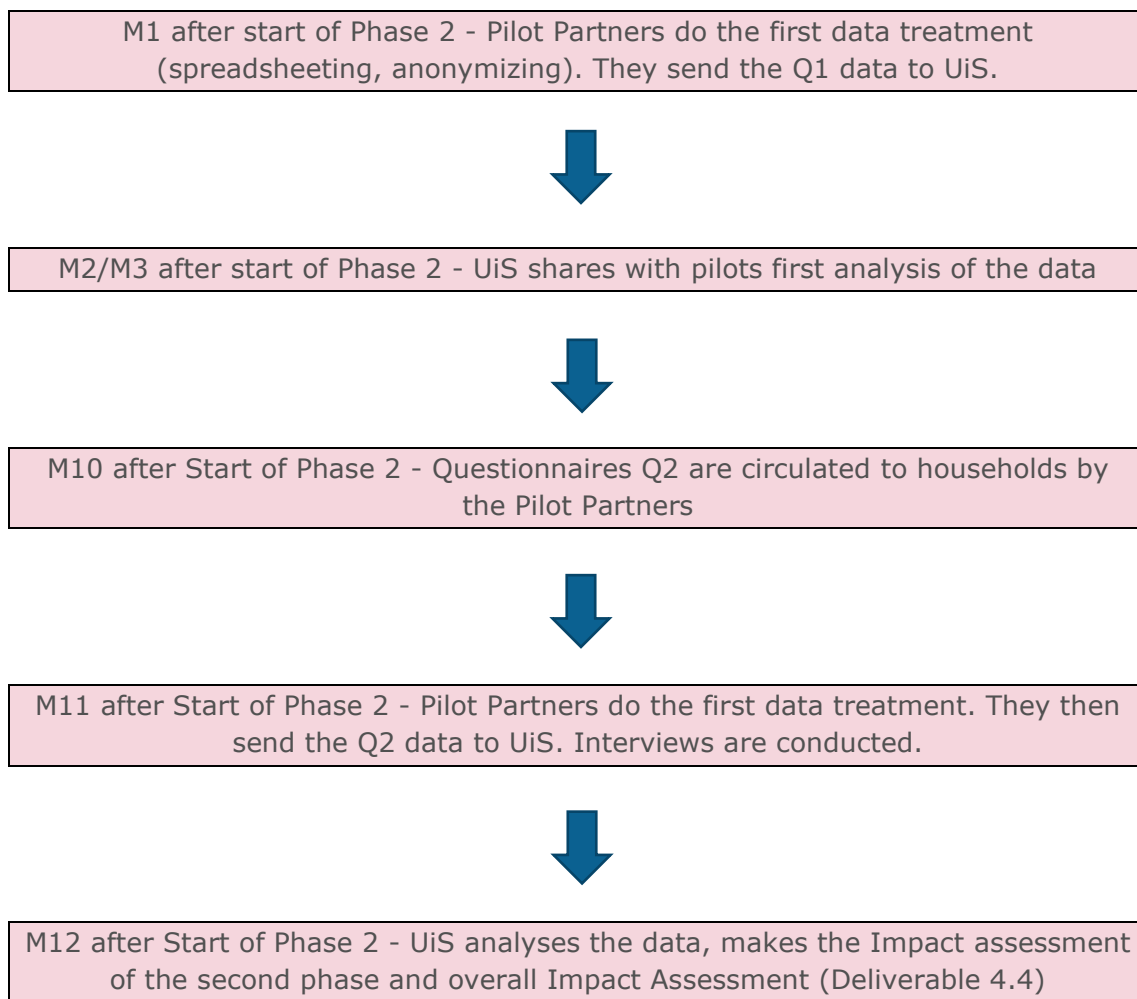 M1 after start of Phase 2 - Pilot Partners do the first data treatment
(spreadsheeting, anonymizing). They send the Q1 data to UiS.
M2/M3 after start of Phase 2 - UiS shares with pilots first analysis of the data
M10 after Start of Phase 2 - Questionnaires Q2 are circulated to households by
the Pilot Partners
M11 after Start of Phase 2 - Pilot Partners do the first data treatment. They then
send the Q2 data to UiS. Interviews are conducted.
M12 after Start of Phase 2 - UiS analyses the data, makes the Impact assessment
of the second phase and overall Impact Assessment (Deliverable 4.4)